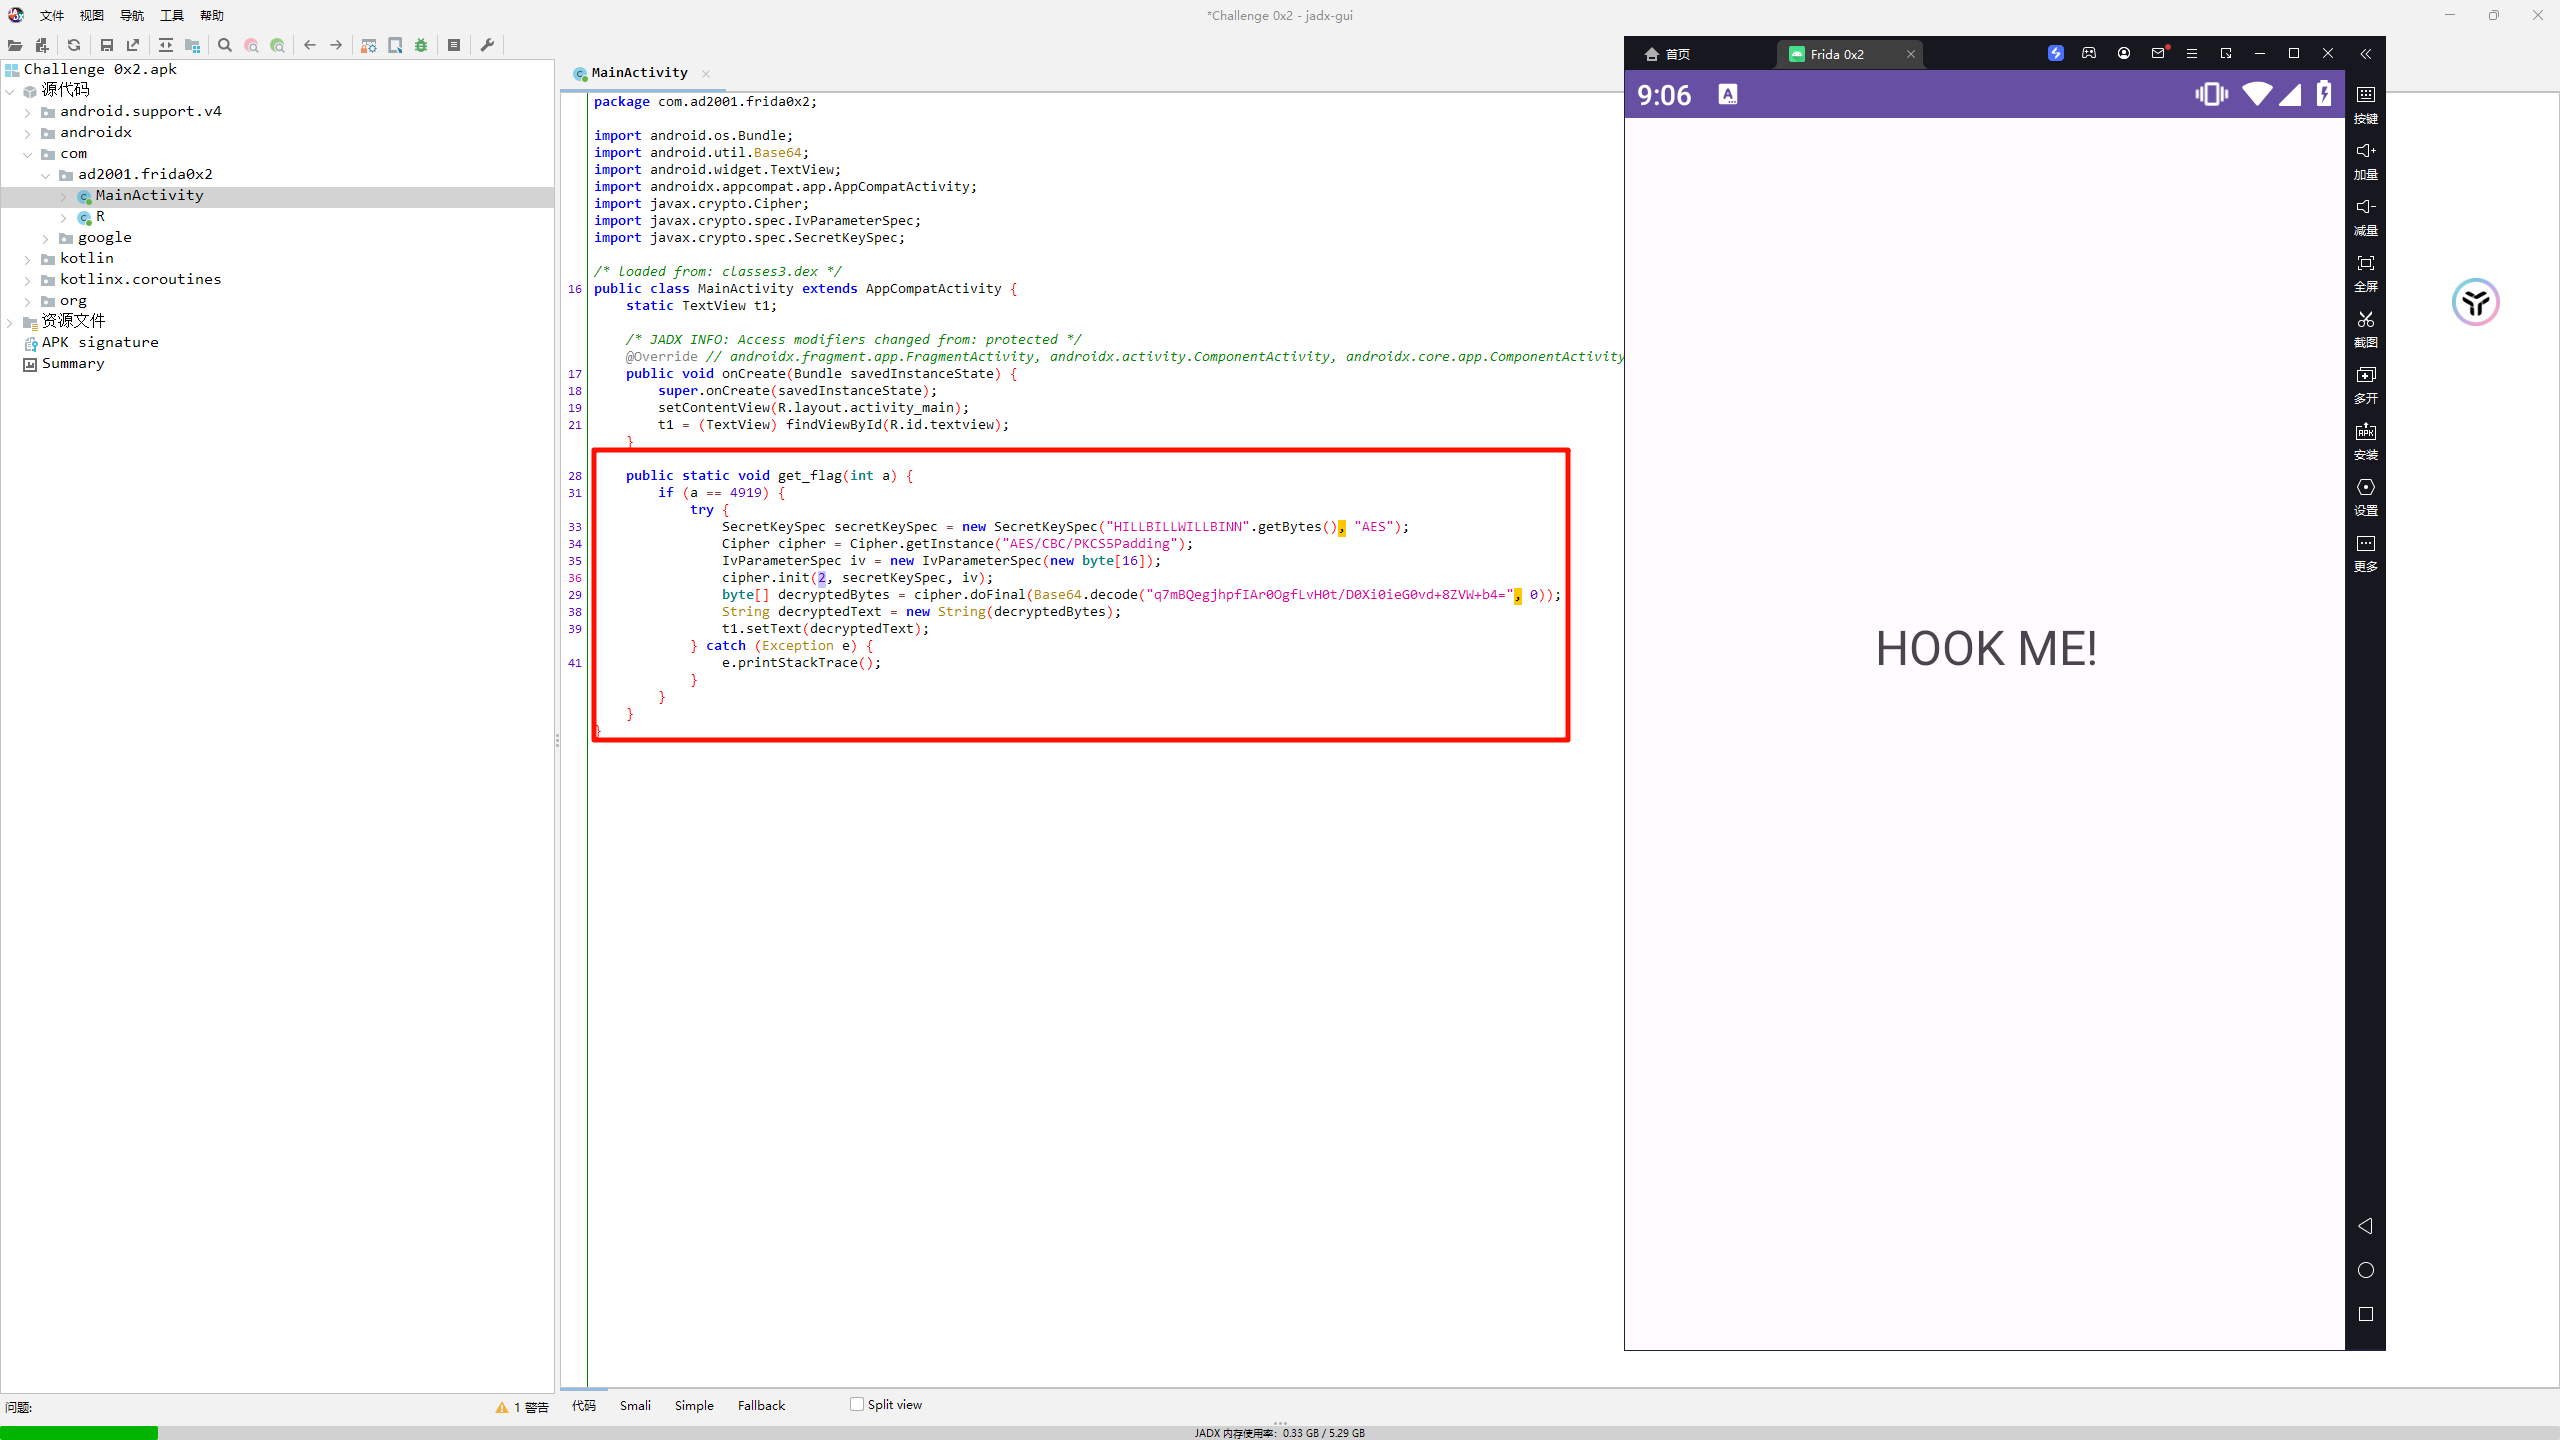 文件 视图 导航 工具 帮助
*Challenge 0x2 - jadx-gui
Challenge 0x2.apk
源代码
android.support.v4
androidx
com
ad2001.frida0x2
MainActivity
R
google
kotlin
kotlinx.coroutines
org
资源文件
APK signature
Summary
MainActivity
package com.ad2001.frida0x2;
import android.os.Bundle;
import android.util.Base64;
import android.widget.TextView;
import androidx.appcompat.app.AppCompatActivity;
import javax.crypto.Cipher;
import javax.crypto.spec.IvParameterSpec;
import javax.crypto.spec.SecretKeySpec;
/* loaded from: classes3.dex */
16 public class MainActivity extends AppCompatActivity {
static TextView t1;
/* JADX INFO: Access modifiers changed from: protected */
@Override // androidx.fragment.app.FragmentActivity, androidx.activity.ComponentActivity, androidx.core.app.ComponentActivity
17 public void onCreate(Bundle savedInstanceState) {
18 super.onCreate(savedInstanceState);
19 setContentView(R.layout.activity_main);
21 t1 = (TextView) findViewById(R.id.textview);
}
28 public static void get_flag(int a) {
31 if (a == 4919) {
try {
33 SecretKeySpec secretKeySpec = new SecretKeySpec("HILLBILLWILLBINN".getBytes(), "AES");
34 Cipher cipher = Cipher.getInstance("AES/CBC/PKCS5Padding");
35 IvParameterSpec iv = new IvParameterSpec(new byte[16]);
36 cipher.init(2, secretKeySpec, iv);
29 byte[] decryptedBytes = cipher.doFinal(Base64.decode("q7mBQegjhpfIAr0OgfLvH0t/D0Xi0ieG0vd+8ZVW+b4=", 0));
38 String decryptedText = new String(decryptedBytes);
39 t1.setText(decryptedText);
} catch (Exception e) {
41 e.printStackTrace();
}
}
}
}
首页
Frida 0x2
9:06
A
HOOK ME!
按键
加量
减量
全屏
截图
多开
APK
安装
设置
更多
问题:
1 警告
代码 Smali Simple Fallback Split view
JADX 内存使用率: 0.33 GB / 5.29 GB